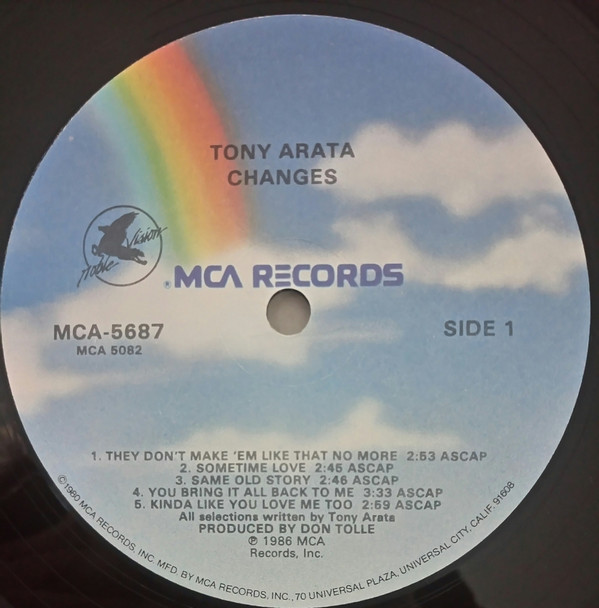 TONY ARATA
CHANGES
Noble Vision
®MCA RECORDS
MCA-5687
MCA 5082
SIDE 1
1. THEY DON'T MAKE 'EM LIKE THAT NO MORE 2:53 ASCAP
2. SOMETIME LOVE 2:45 ASCAP
3. SAME OLD STORY 2:46 ASCAP
4. YOU BRING IT ALL BACK TO ME 3:33 ASCAP
5. KINDA LIKE YOU LOVE ME TOO 2:59 ASCAP
All selections written by Tony Arata
PRODUCED BY DON TOLLE
℗ 1986 MCA
Records, Inc.
©1980 MCA RECORDS, INC. MFD. BY MCA RECORDS, INC., 70 UNIVERSAL PLAZA, UNIVERSAL CITY, CALIF. 91608